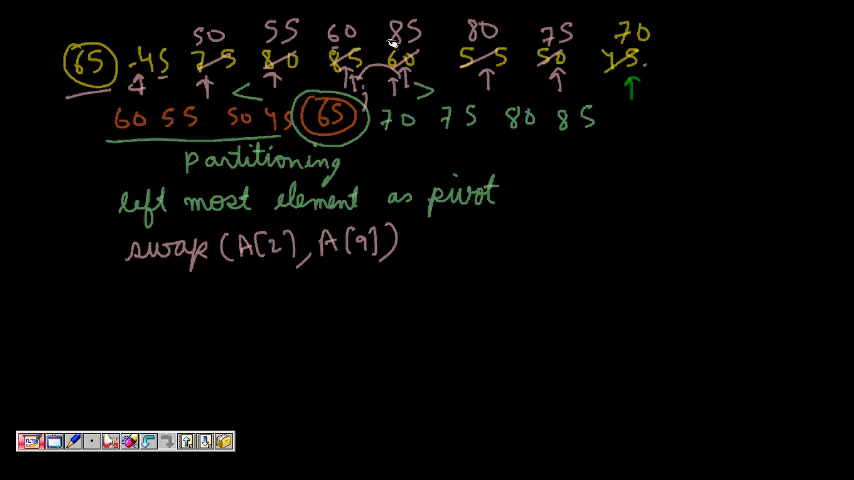 50 55 60 85 80 75 70
65 45 75 80 85 60 55 50 45
< >
60 55 50 45 65 70 75 80 85
Partitioning
left most element as pivot
swap (A[2], A[9])